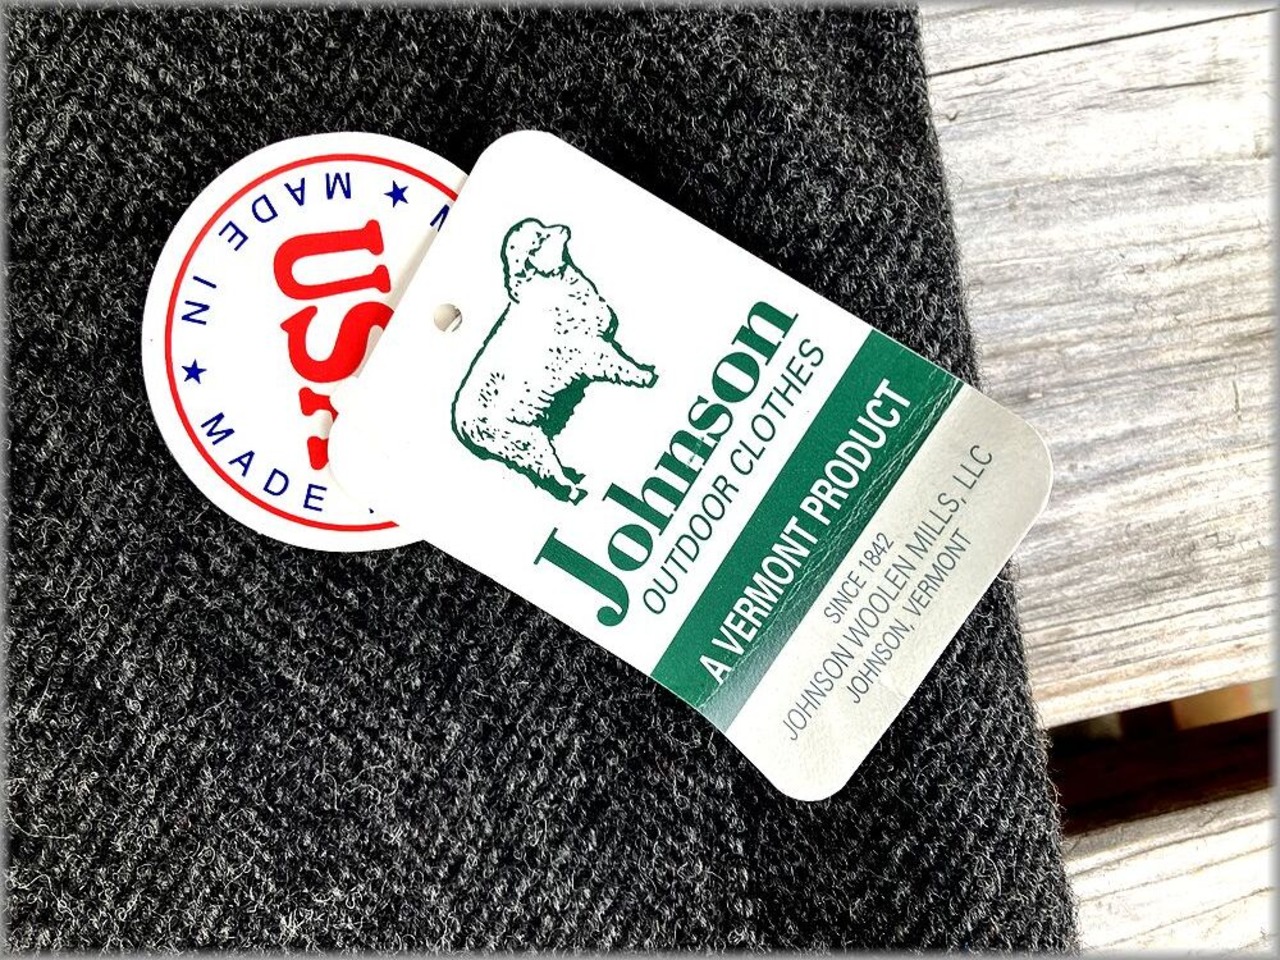 MADE IN ★ MADE
USA
Johnson
OUTDOOR CLOTHES
A VERMONT PRODUCT
SINCE 1842
JOHNSON WOOLEN MILLS, LLC
JOHNSON, VERMONT